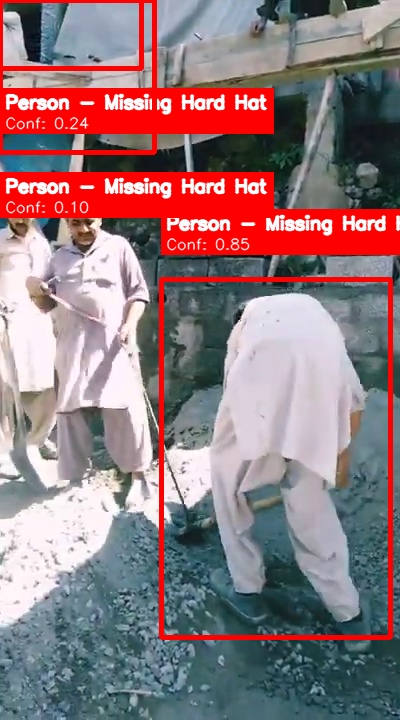 Person - Missing Hard Hat
Conf: 0.24
Person - Missing Hard Hat
Conf: 0.10
Person - Missing Hard H
Conf: 0.85